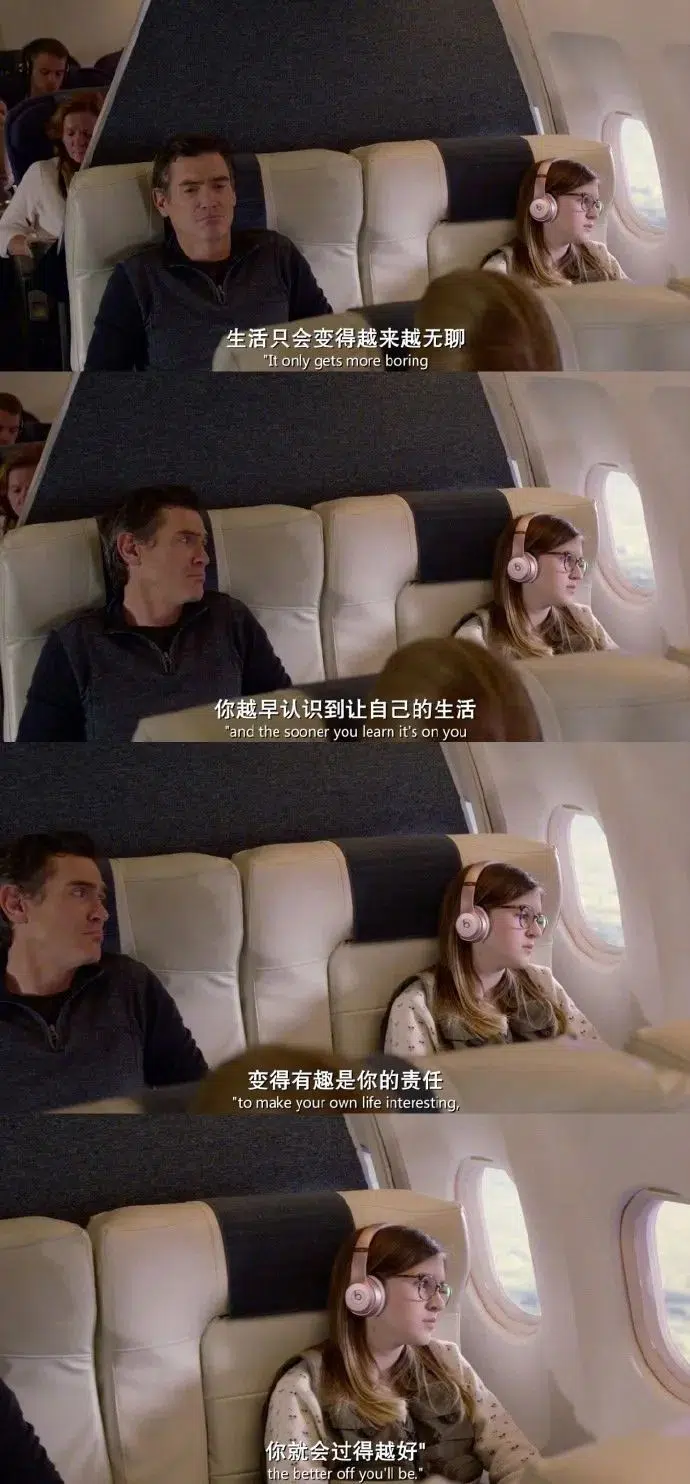 生活只会变得越来越无聊
"It only gets more boring
你越早认识到让自己的生活
"and the sooner you learn it's on you
变得有趣是你的责任
"to make your own life interesting,
你就会过得越好"
the better off you'll be."